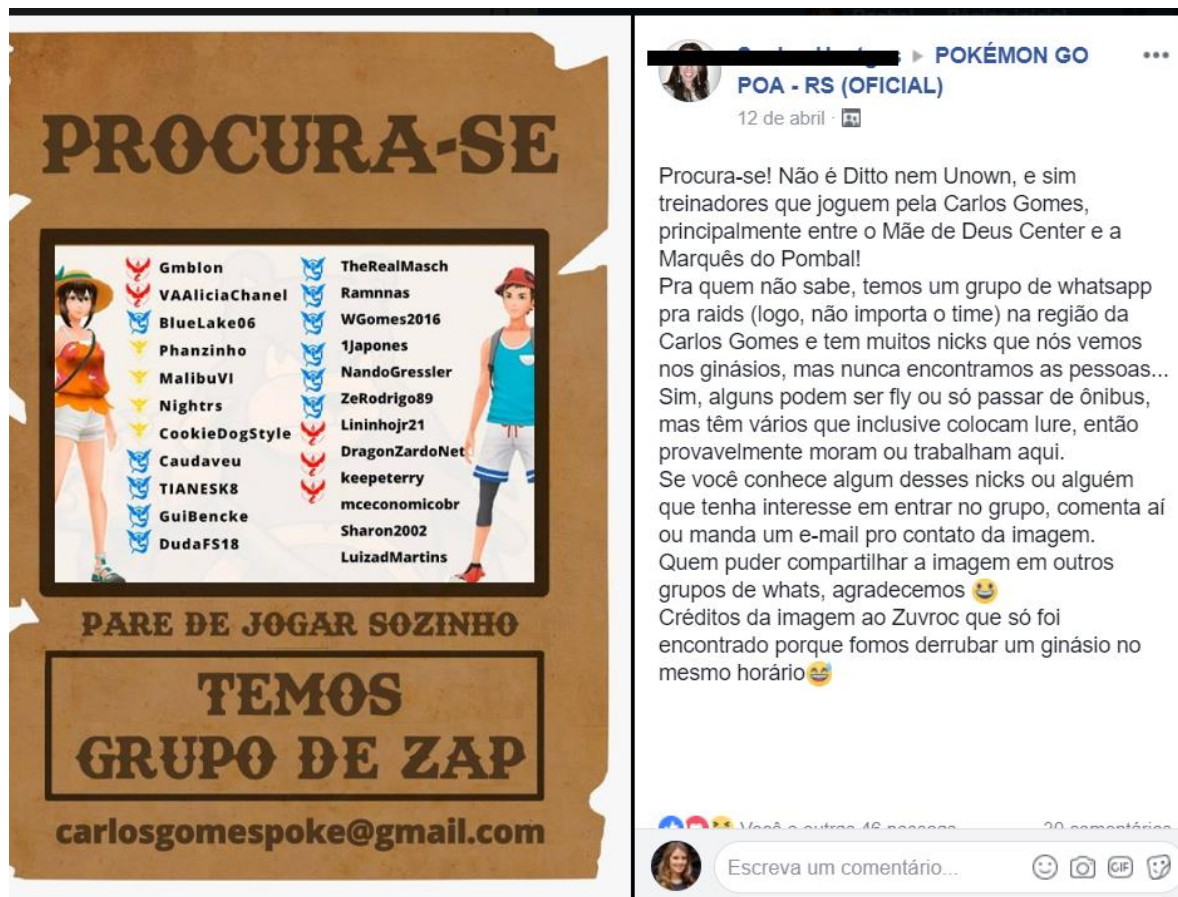 PROCURA-SE
Gmblon
VAAliciaChanel
BlueLake06
Phanzinho
MalibuVI
Nightrs
CookieDogStyle
Caudaveu
TIANESK8
GuiBencke
DudaFS18
TheRealMasch
Ramnnas
WGomes2016
1Japones
NandoGressler
ZeRodrigo89
Lininhojr21
DragonZardoNet
keepeterry
mceconomicobr
Sharon2002
LuizadMartins
PARE DE JOGAR SOZINHO
TEMOS
GRUPO DE ZAP
carlosgomespoke@gmail.com
POKÉMON GO
POA - RS (OFICIAL)
12 de abril
Procura-se! Não é Ditto nem Unown, e sim
treinadores que joguem pela Carlos Gomes,
principalmente entre o Mãe de Deus Center e a
Marquês do Pombal!
Pra quem não sabe, temos um grupo de whatsapp
pra raids (logo, não importa o time) na região da
Carlos Gomes e tem muitos nicks que nós vemos
nos ginásios, mas nunca encontramos as pessoas...
Sim, alguns podem ser fly ou só passar de ônibus,
mas têm vários que inclusive colocam lure, então
provavelmente moram ou trabalham aqui.
Se você conhece algum desses nicks ou alguém
que tenha interesse em entrar no grupo, comenta aí
ou manda um e-mail pro contato da imagem.
Quem puder compartilhar a imagem em outros
grupos de whats, agradecemos 😀
Créditos da imagem ao Zuvroc que só foi
encontrado porque fomos derrubar um ginásio no
mesmo horário😅
Você e outras 46 pessoas 20 comentários
Escreva um comentário...
GIF